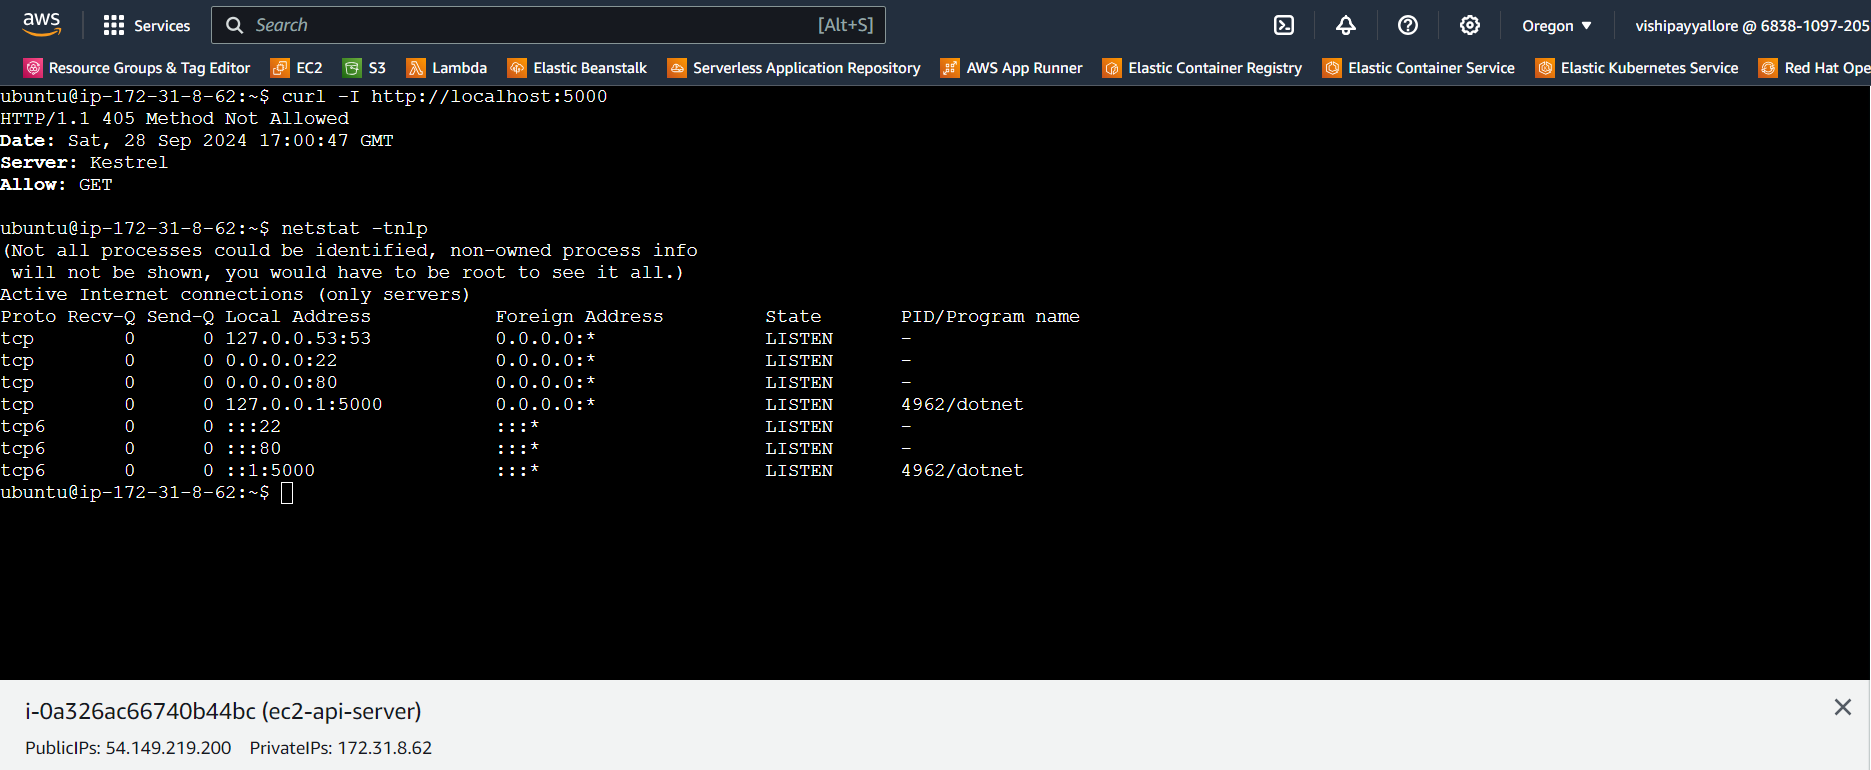 aws Services Search [Alt+S] Oregon vishipayyallore @ 6838-1097-205
Resource Groups & Tag Editor EC2 S3 Lambda Elastic Beanstalk Serverless Application Repository AWS App Runner Elastic Container Registry Elastic Container Service Elastic Kubernetes Service Red Hat Ope
ubuntu@ip-172-31-8-62:~$ curl -I http://localhost:5000
HTTP/1.1 405 Method Not Allowed
Date: Sat, 28 Sep 2024 17:00:47 GMT
Server: Kestrel
Allow: GET
ubuntu@ip-172-31-8-62:~$ netstat -tnlp
(Not all processes could be identified, non-owned process info
will not be shown, you would have to be root to see it all.)
Active Internet connections (only servers)
Proto Recv-Q Send-Q Local Address Foreign Address State PID/Program name
tcp 0 0 127.0.0.53:53 0.0.0.0:* LISTEN -
tcp 0 0 0.0.0.0:22 0.0.0.0:* LISTEN -
tcp 0 0 0.0.0.0:80 0.0.0.0:* LISTEN -
tcp 0 0 127.0.0.1:5000 0.0.0.0:* LISTEN 4962/dotnet
tcp6 0 0 :::22 :::* LISTEN -
tcp6 0 0 :::80 :::* LISTEN -
tcp6 0 0 ::1:5000 :::* LISTEN 4962/dotnet
ubuntu@ip-172-31-8-62:~$
i-0a326ac66740b44bc (ec2-api-server)
PublicIPs: 54.149.219.200 PrivateIPs: 172.31.8.62